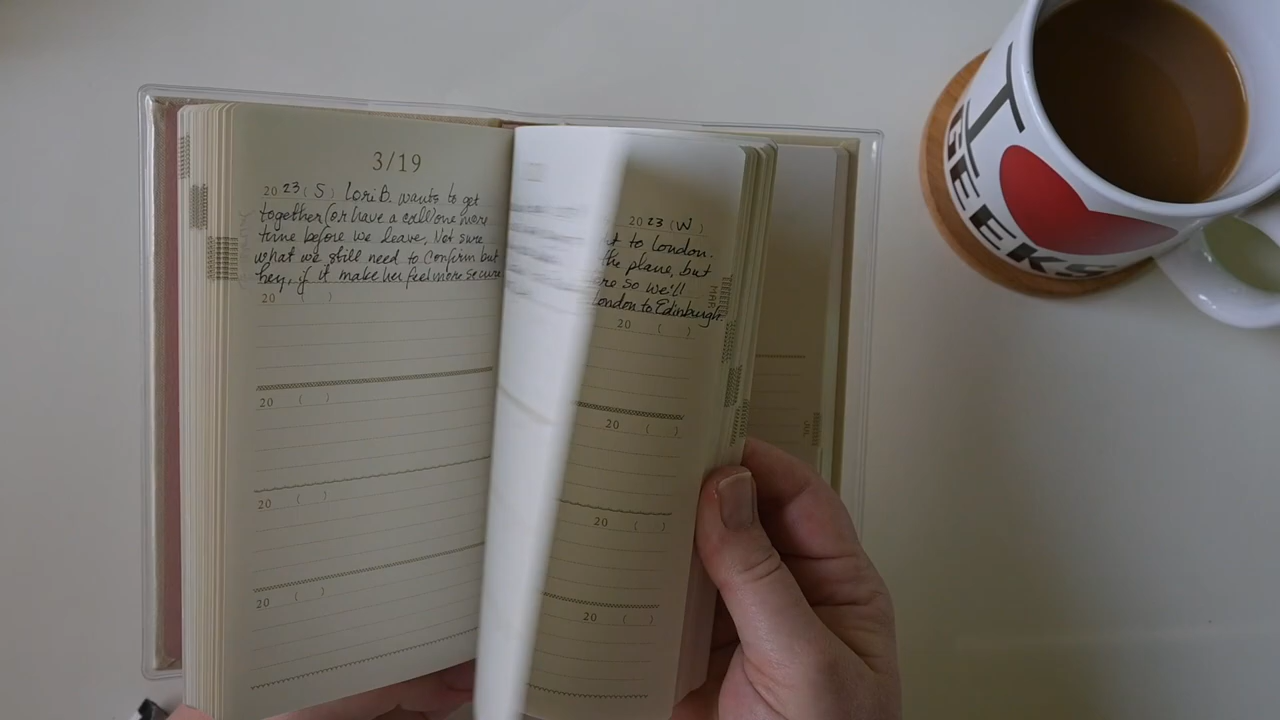 3/19
2023 (S) Lori B. wants to get
together (or have a call) one more
time before we leave. Not sure
what we still need to confirm but
hey, if it make her feel more secure
20 ( )
20 ( )
20 ( )
20 ( )
2023 (W)
to London.
the plane, but
so we'll
London to Edinburgh.
20 ( )
20 ( )
20 ( )
20 ( )
MAR
JUL
I
GEEKS